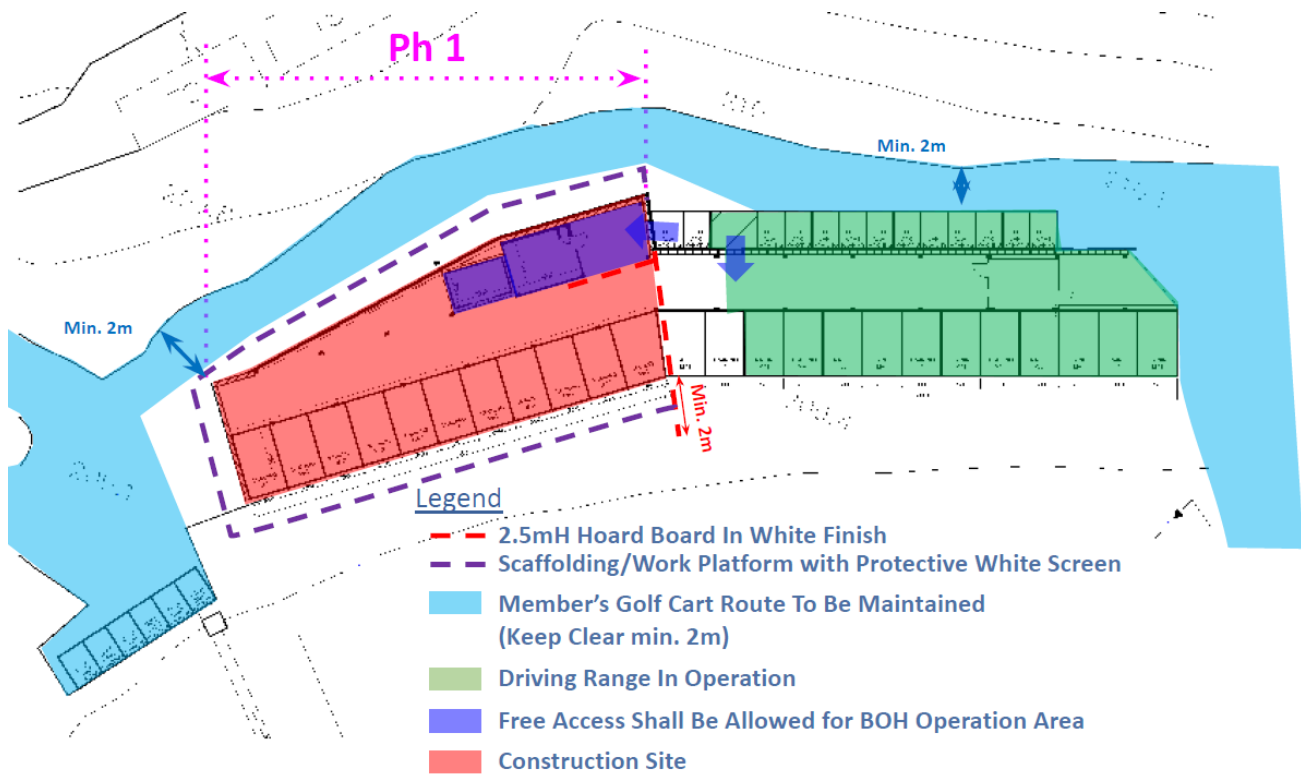 Ph 1
Min. 2m
Min. 2m
Min. 2m
Legend
2.5mH Hoard Board In White Finish
Scaffolding/Work Platform with Protective White Screen
Member's Golf Cart Route To Be Maintained
(Keep Clear min. 2m)
Driving Range In Operation
Free Access Shall Be Allowed for BOH Operation Area
Construction Site